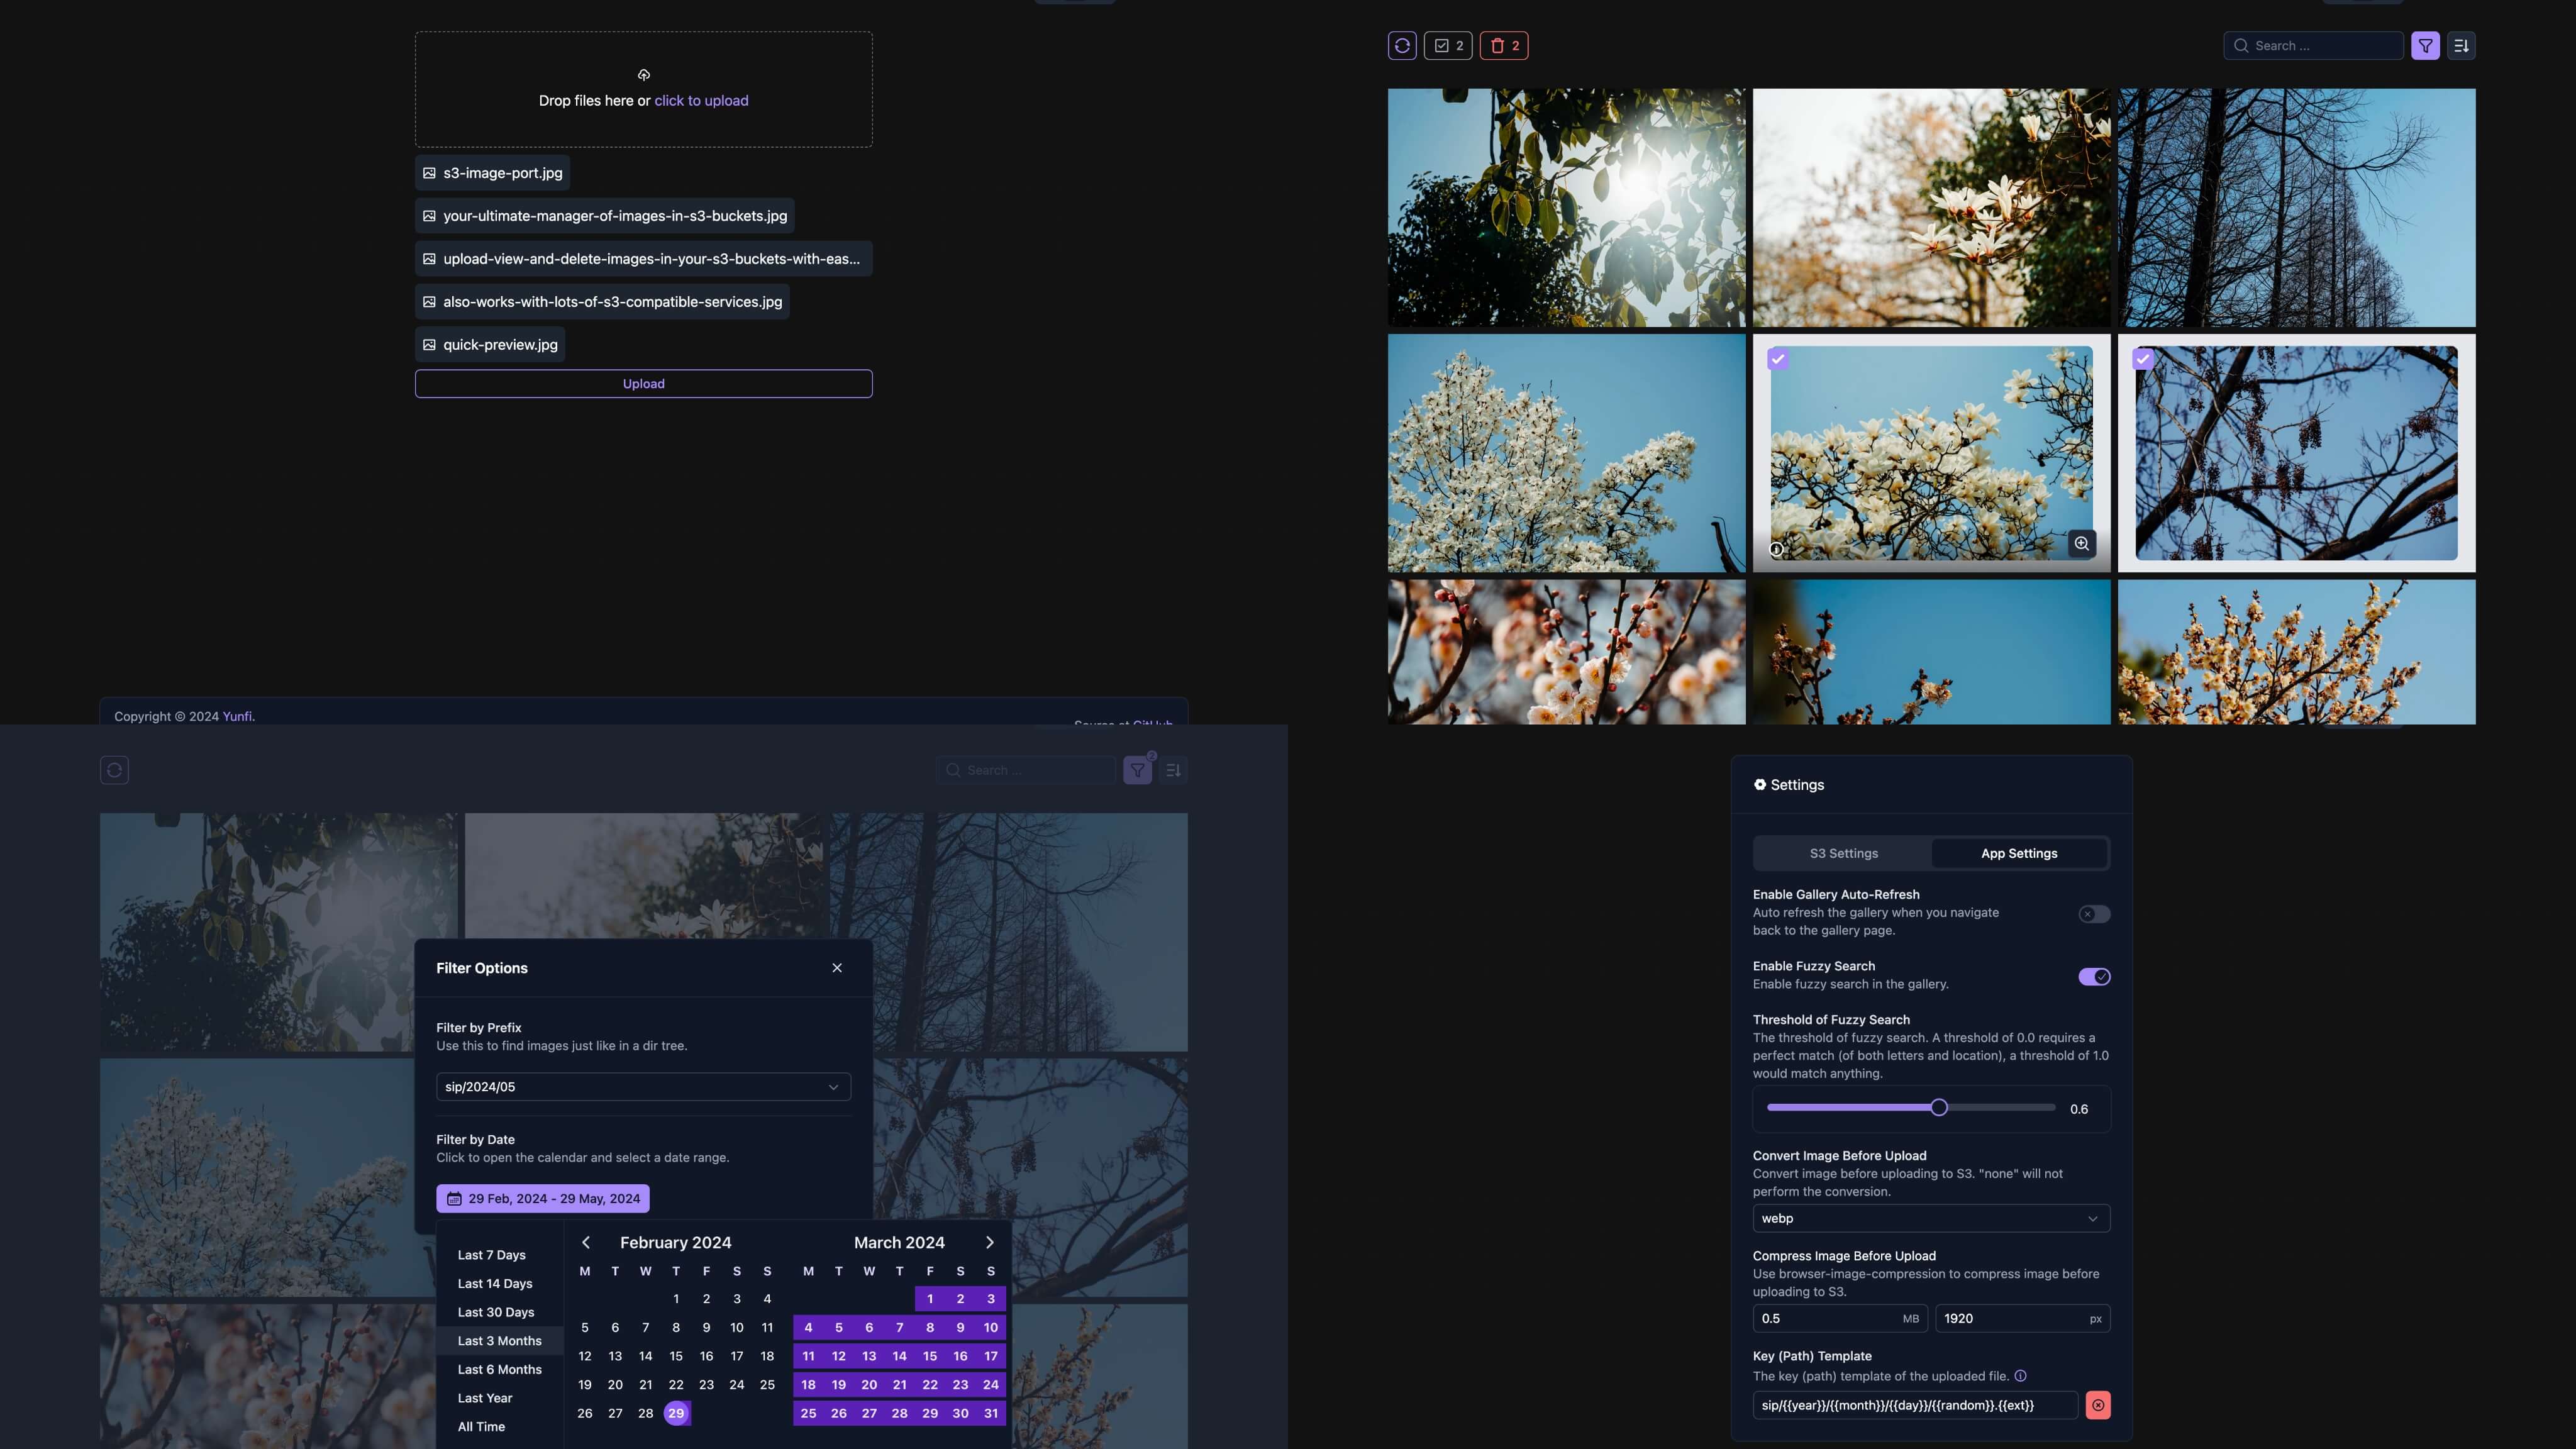 Drop files here or click to upload
s3-image-port.jpg
your-ultimate-manager-of-images-in-s3-buckets.jpg
upload-view-and-delete-images-in-your-s3-buckets-with-eas...
also-works-with-lots-of-s3-compatible-services.jpg
quick-preview.jpg
Upload
Copyright © 2024 Yunfi.
Source at GitHub
2
2
Search ...
Search ...
2
Filter Options
Filter by Prefix
Use this to find images just like in a dir tree.
sip/2024/05
Filter by Date
Click to open the calendar and select a date range.
29 Feb, 2024 - 29 May, 2024
Last 7 Days
Last 14 Days
Last 30 Days
Last 3 Months
Last 6 Months
Last Year
All Time
February 2024
M T W T F S S
1 2 3 4
5 6 7 8 9 10 11
12 13 14 15 16 17 18
19 20 21 22 23 24 25
26 27 28 29
March 2024
M T W T F S S
1 2 3
4 5 6 7 8 9 10
11 12 13 14 15 16 17
18 19 20 21 22 23 24
25 26 27 28 29 30 31
Settings
S3 Settings
App Settings
Enable Gallery Auto-Refresh
Auto refresh the gallery when you navigate
back to the gallery page.
Enable Fuzzy Search
Enable fuzzy search in the gallery.
Threshold of Fuzzy Search
The threshold of fuzzy search. A threshold of 0.0 requires a
perfect match (of both letters and location), a threshold of 1.0
would match anything.
0.6
Convert Image Before Upload
Convert image before uploading to S3. "none" will not
perform the conversion.
webp
Compress Image Before Upload
Use browser-image-compression to compress image before
uploading to S3.
0.5 MB
1920 px
Key (Path) Template
The key (path) template of the uploaded file.
sip/{{year}}/{{month}}/{{day}}/{{random}}.{{ext}}